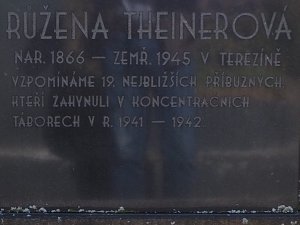 RŮŽENA THEINEROVÁ
NAR. 1866 — ZEMŘ. 1945 V TEREZÍNĚ.
VZPOMÍNÁME 19, NEJBLIŽŠÍCH PŘÍBUZNÝCH,
KTEŘÍ ZAHYNULI V KONCENTRAČNÍCH
TÁBORECH V R. 1941 — 1942.